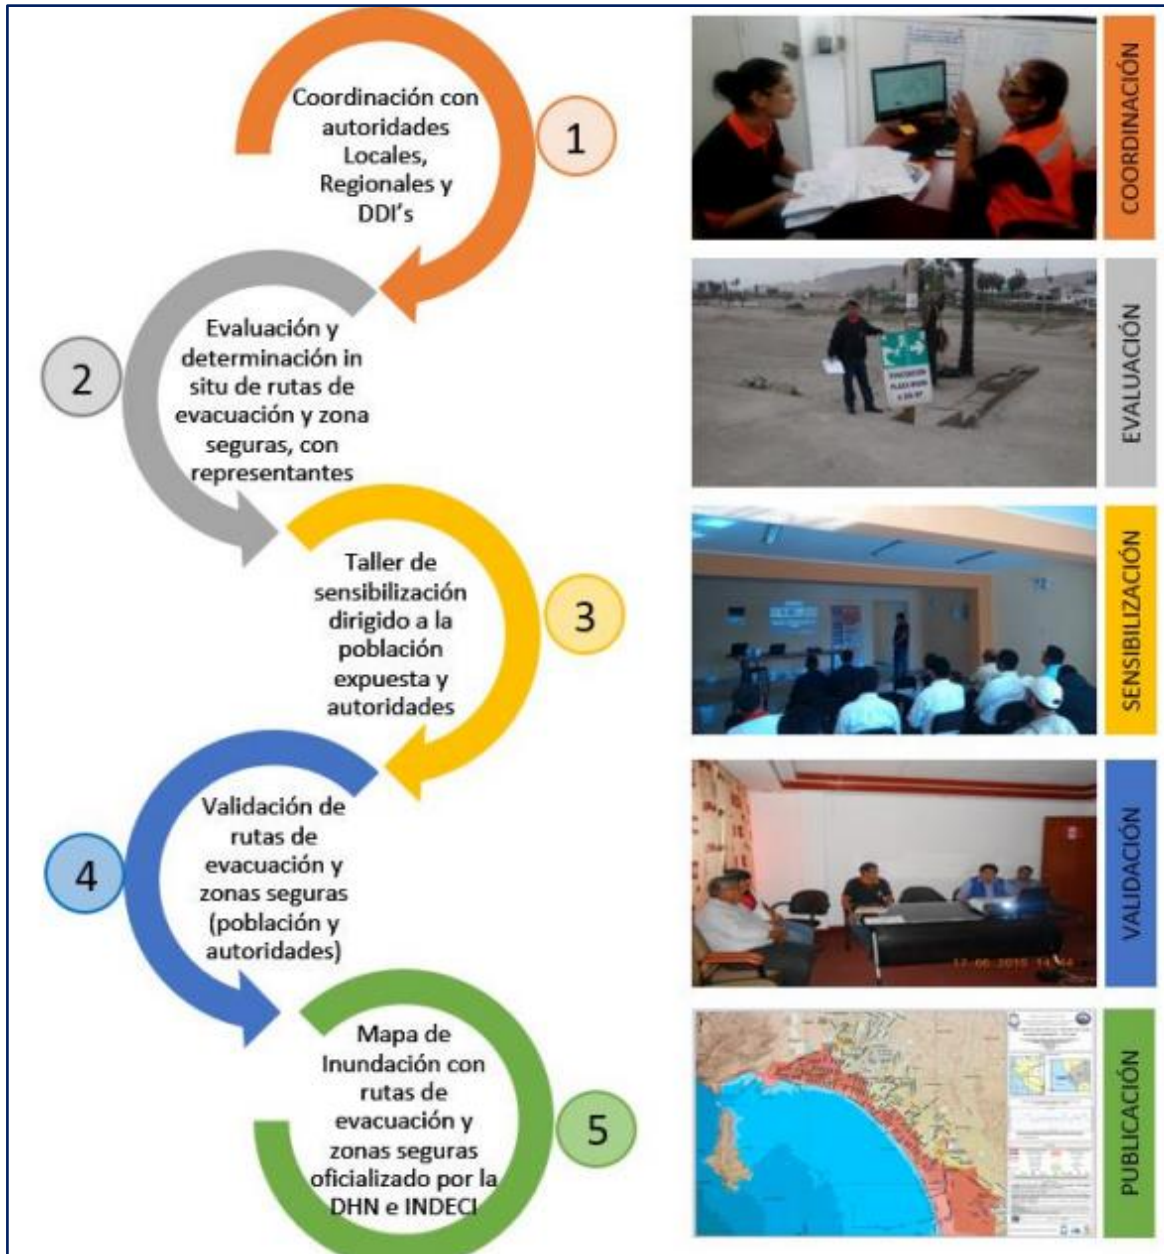 Coordinación con
autoridades
Locales,
Regionales y
DDI's
1
COORDINACIÓN
2
Evaluación y
determinación in
situ de rutas de
evacuación y zona
seguras, con
representantes
EVALUACIÓN
Taller de
sensibilización
dirigido a la
población
expuesta y
autoridades
3
SENSIBILIZACIÓN
4
Validación de
rutas de
evacuación y
zonas seguras
(población y
autoridades)
VALIDACIÓN
Mapa de
Inundación con
rutas de
evacuación y
zonas seguras
oficializado por la
DHN e INDECI
5
PUBLICACIÓN